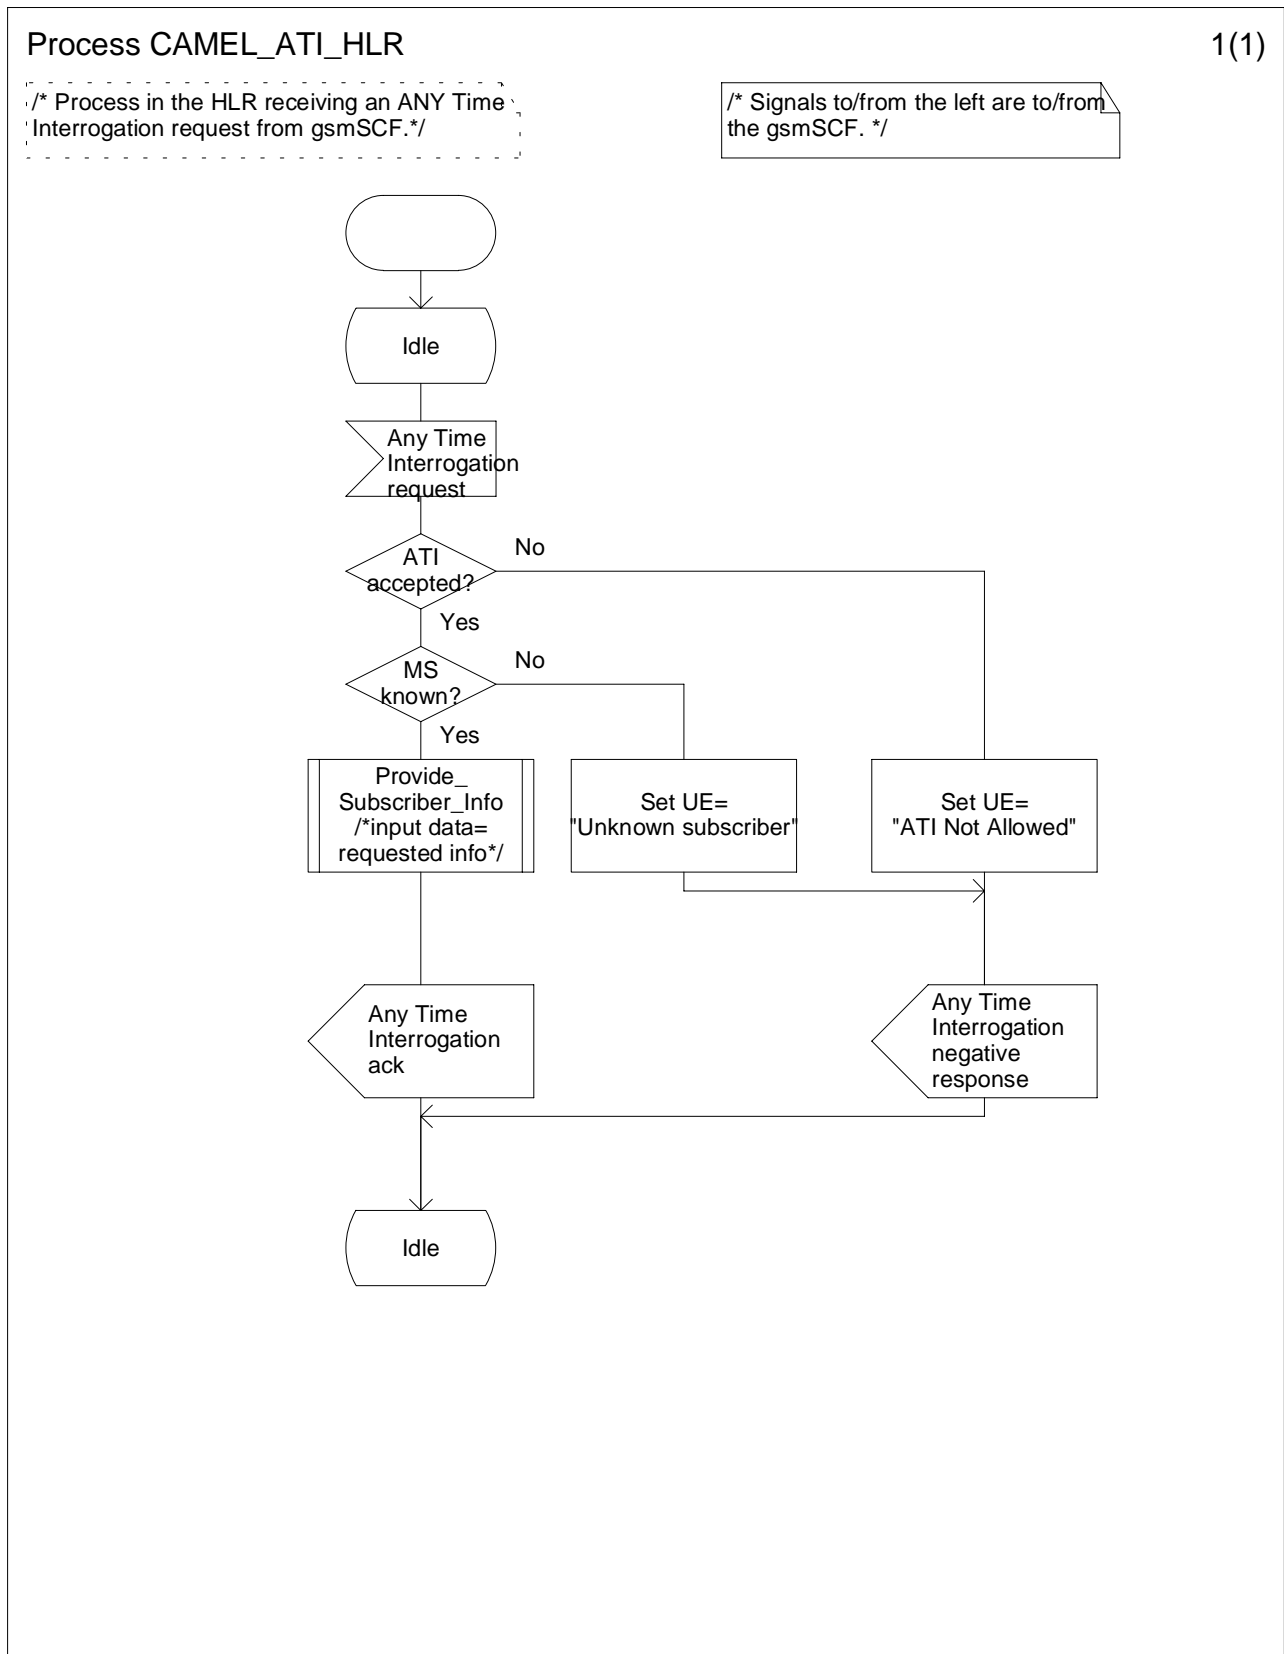 Process CAMEL_ATI_HLR
1(1)
/* Process in the HLR receiving an ANY Time
Interrogation request from gsmSCF.*/
/* Signals to/from the left are to/from
the gsmSCF. */
Idle
Any Time
Interrogation
request
ATI
accepted?
No
Yes
MS
known?
No
Yes
Provide_
Subscriber_Info
/*input data=
requested info*/
Set UE=
"Unknown subscriber"
Set UE=
"ATI Not Allowed"
Any Time
Interrogation
ack
Any Time
Interrogation
negative
response
Idle